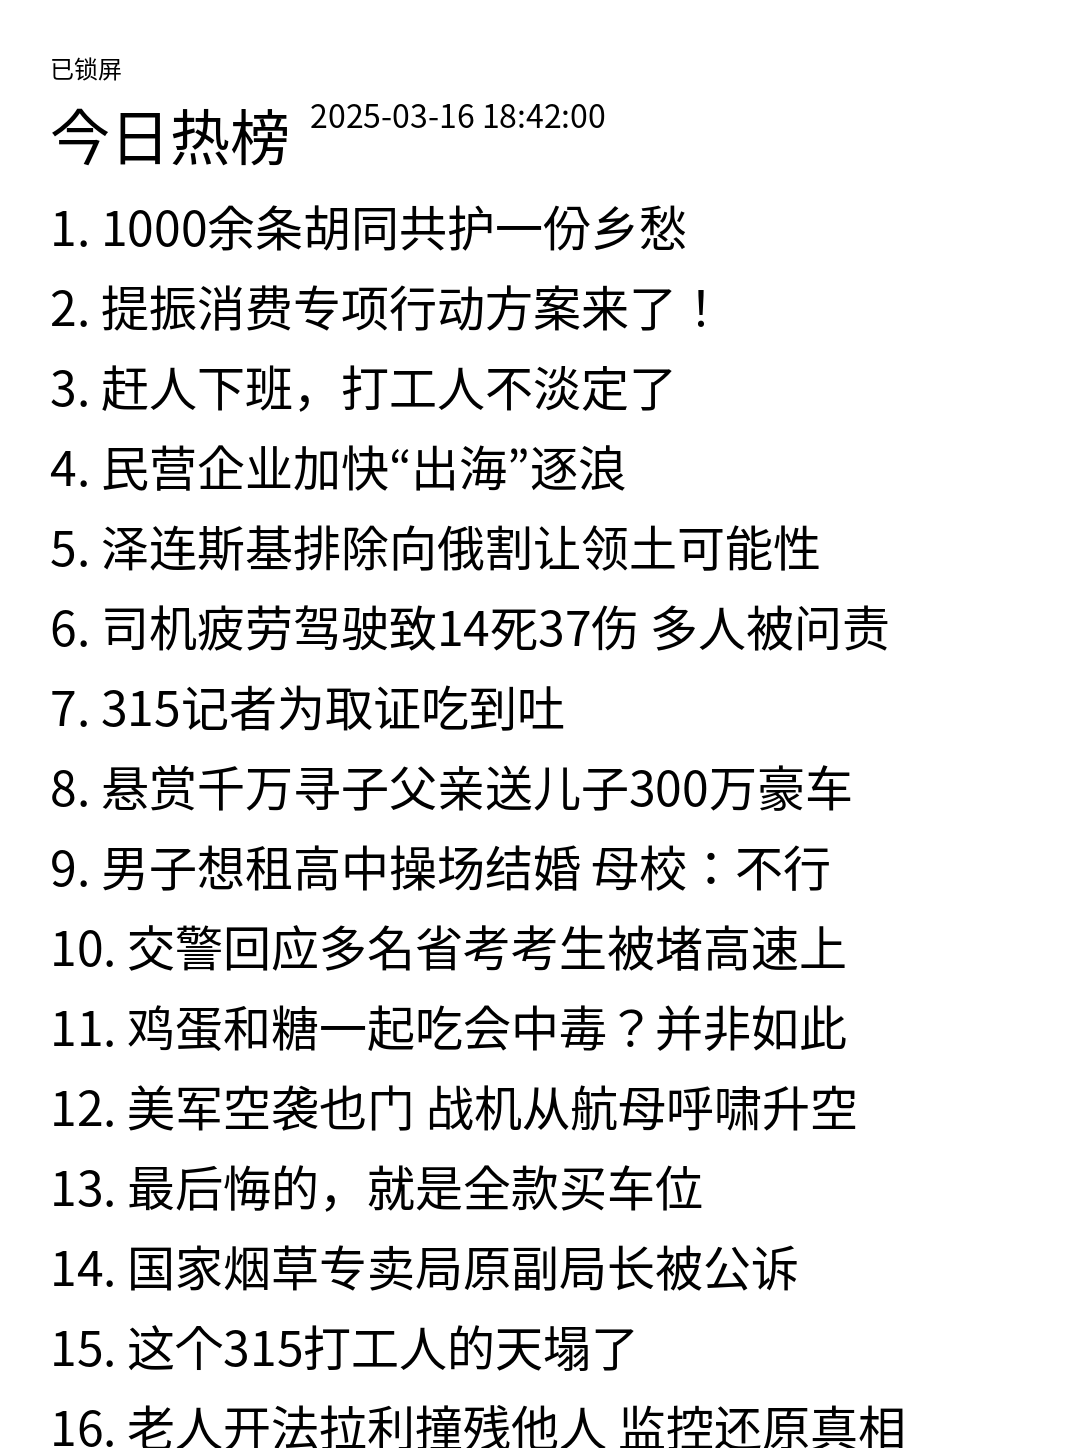 已锁屏
今日热榜 2025-03-16 18:42:00
1. 1000余条胡同共护一份乡愁
2. 提振消费专项行动方案来了！
3. 赶人下班，打工人不淡定了
4. 民营企业加快“出海”逐浪
5. 泽连斯基排除向俄割让领土可能性
6. 司机疲劳驾驶致14死37伤 多人被问责
7. 315记者为取证吃到吐
8. 悬赏千万寻子父亲送儿子300万豪车
9. 男子想租高中操场结婚 母校：不行
10. 交警回应多名省考考生被堵高速上
11. 鸡蛋和糖一起吃会中毒？并非如此
12. 美军空袭也门 战机从航母呼啸升空
13. 最后悔的，就是全款买车位
14. 国家烟草专卖局原副局长被公诉
15. 这个315打工人的天塌了
16. 老人开法拉利撞残他人 监控还原真相